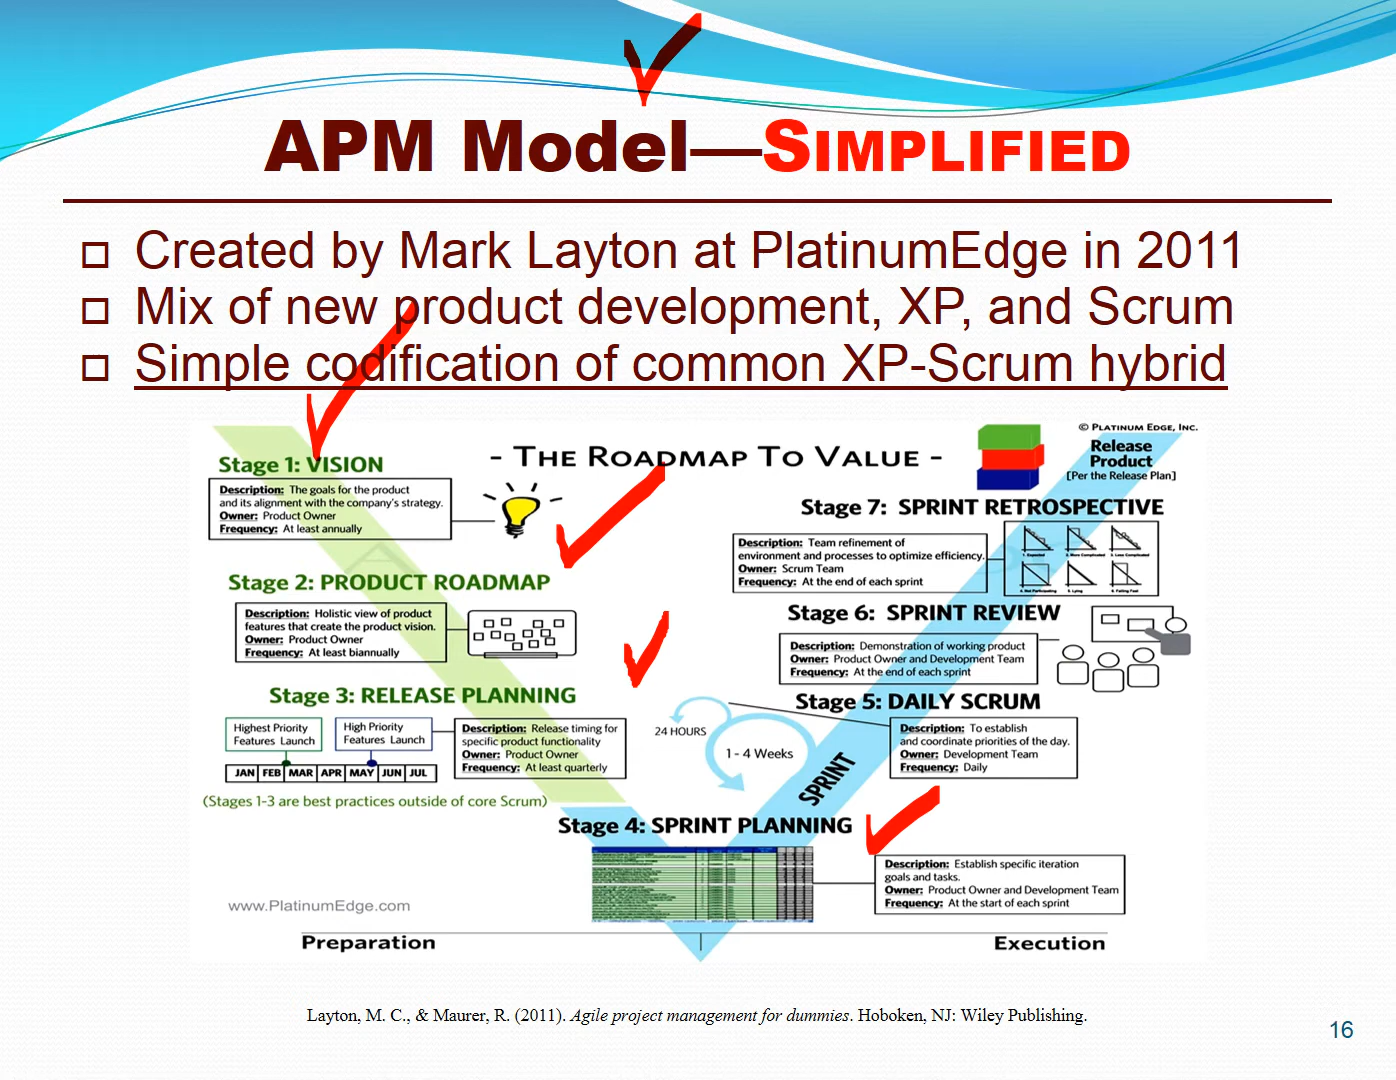 APM Model—SIMPLIFIED
Created by Mark Layton at PlatinumEdge in 2011
Mix of new product development, XP, and Scrum
Simple codification of common XP-Scrum hybrid
- THE ROADMAP TO VALUE -
© PLATINUM EDGE, INC.
Release
Product
[Per the Release Plan]
Stage 1: VISION
Description: The goals for the product
and its alignment with the company's strategy.
Owner: Product Owner
Frequency: At least annually
Stage 2: PRODUCT ROADMAP
Description: Holistic view of product
features that create the product vision.
Owner: Product Owner
Frequency: At least biannually
Stage 3: RELEASE PLANNING
Highest Priority
Features Launch
High Priority
Features Launch
JAN FEB MAR APR MAY JUN JUL
Description: Release timing for
specific product functionality
Owner: Product Owner
Frequency: At least quarterly
(Stages 1-3 are best practices outside of core Scrum)
Stage 4: SPRINT PLANNING
Description: Establish specific iteration
goals and tasks.
Owner: Product Owner and Development Team
Frequency: At the start of each sprint
24 HOURS
1 - 4 Weeks
SPRINT
Stage 5: DAILY SCRUM
Description: To establish
and coordinate priorities of the day.
Owner: Development Team
Frequency: Daily
Stage 6: SPRINT REVIEW
Description: Demonstration of working product
Owner: Product Owner and Development Team
Frequency: At the end of each sprint
Stage 7: SPRINT RETROSPECTIVE
Description: Team refinement of
environment and processes to optimize efficiency.
Owner: Scrum Team
Frequency: At the end of each sprint
www.PlatinumEdge.com
Preparation
Execution
Layton, M. C., & Maurer, R. (2011). Agile project management for dummies. Hoboken, NJ: Wiley Publishing.
16